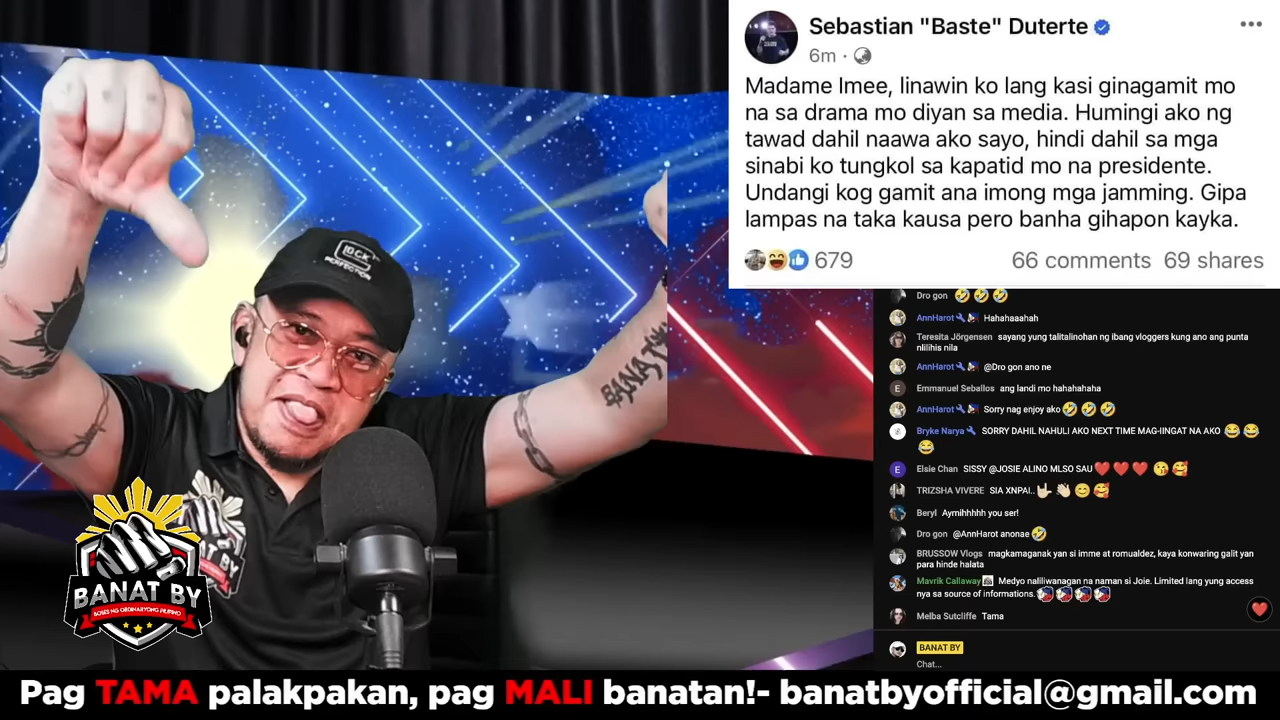 Sebastian "Baste" Duterte
6m ·
Madame Imee, linawin ko lang kasi ginagamit mo
na sa drama mo diyan sa media. Humingi ako ng
tawad dahil naawa ako sayo, hindi dahil sa mga
sinabi ko tungkol sa kapatid mo na presidente.
Undangi kog gamit ana imong mga jamming. Gipa
lampas na taka kausa pero banha gihapon kayka.
679 66 comments 69 shares
GLOCK
PERFECTION
BANAT BY
Dro gon 🤣🤣🤣
AnnHarot Hahahaaahah
Teresita Jörgensen sayang yung talitalinohan ng ibang vloggers kung ano ang punta
nlilihis nila
AnnHarot @Dro gon ano ne
E Emmanuel Seballos ang landi mo hahahahaha
AnnHarot Sorry nag enjoy ako 🤣🤣🤣
Bryke Narya SORRY DAHIL NAHULI AKO NEXT TIME MAG-IINGAT NA AKO 😂😂
😂
E Elsie Chan SISSY @JOSIE ALINO MLSO SAU❤️❤️❤️😘🥰
TRIZSHA VIVERE SIA XNPA!..🤟👏😊🥰
Beryl Aymihhhhh you ser!
Dro gon @AnnHarot anonae 🤣
BRUSSOW Vlogs magkamaganak yan si imme at romualdez, kaya konwaring galit yan
para hinde halata
Mavrik Callaway Medyo naliliwanagan na naman si Joie. Limited lang yung access
nya sa source of informations.
Melba Sutcliffe Tama
BANAT BY
Chat...
BANAT BY
BOSES NG ORDINARYONG PILIPINO
Pag TAMA palakpakan, pag MALI banatan!- banatbyofficial@gmail.com